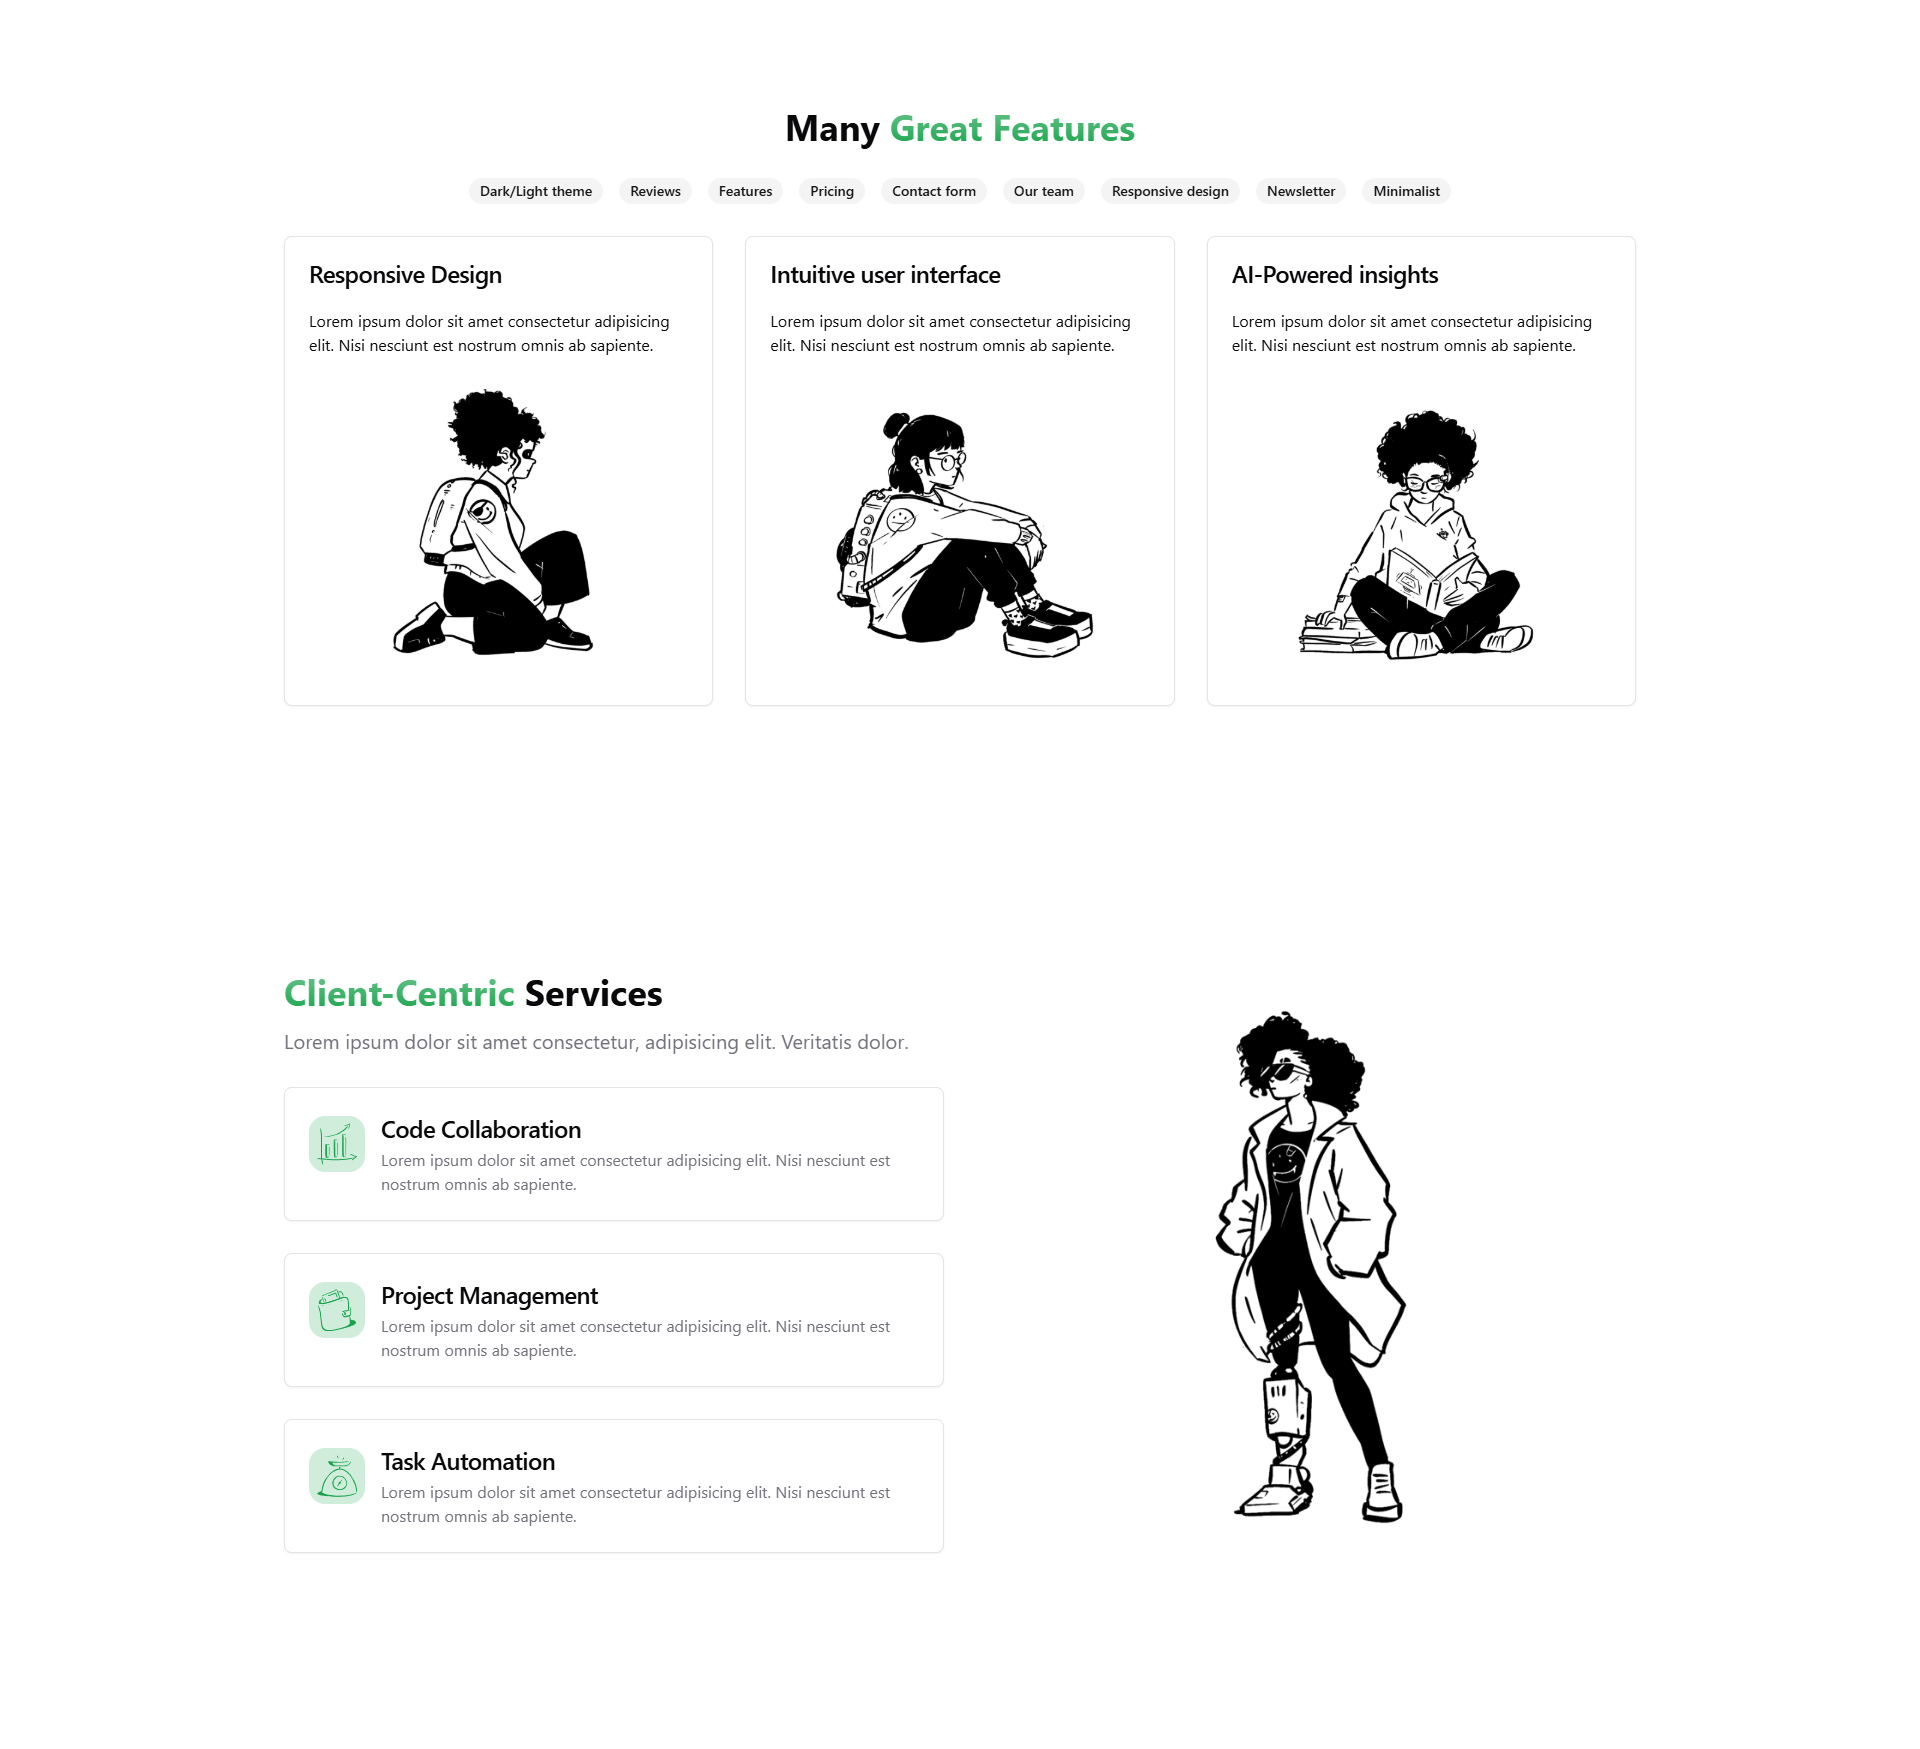 Many Great Features
Dark/Light theme
Reviews
Features
Pricing
Contact form
Our team
Responsive design
Newsletter
Minimalist
Responsive Design
Lorem ipsum dolor sit amet consectetur adipisicing
elit. Nisi nesciunt est nostrum omnis ab sapiente.
Intuitive user interface
Lorem ipsum dolor sit amet consectetur adipisicing
elit. Nisi nesciunt est nostrum omnis ab sapiente.
AI-Powered insights
Lorem ipsum dolor sit amet consectetur adipisicing
elit. Nisi nesciunt est nostrum omnis ab sapiente.
Client-Centric Services
Lorem ipsum dolor sit amet consectetur, adipisicing elit. Veritatis dolor.
Code Collaboration
Lorem ipsum dolor sit amet consectetur adipisicing elit. Nisi nesciunt est
nostrum omnis ab sapiente.
Project Management
Lorem ipsum dolor sit amet consectetur adipisicing elit. Nisi nesciunt est
nostrum omnis ab sapiente.
Task Automation
Lorem ipsum dolor sit amet consectetur adipisicing elit. Nisi nesciunt est
nostrum omnis ab sapiente.